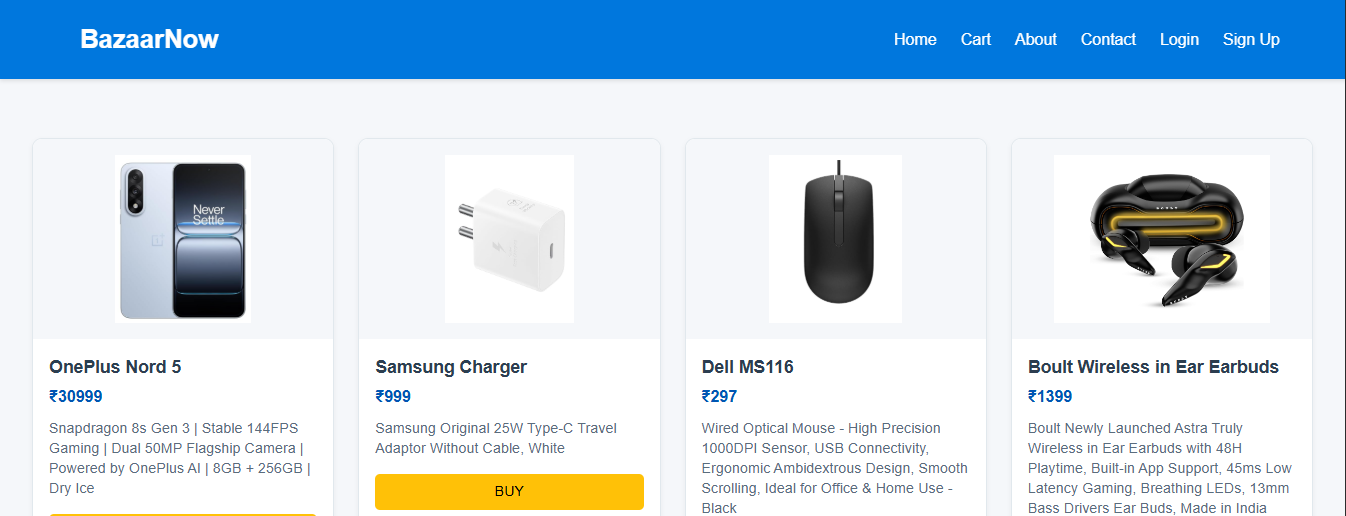 BazaarNow
Home Cart About Contact Login Sign Up
Never
Settle
OnePlus Nord 5
₹30999
Snapdragon 8s Gen 3 | Stable 144FPS
Gaming | Dual 50MP Flagship Camera |
Powered by OnePlus AI | 8GB + 256GB |
Dry Ice
Samsung Charger
₹999
Samsung Original 25W Type-C Travel
Adaptor Without Cable, White
BUY
Dell MS116
₹297
Wired Optical Mouse - High Precision
1000DPI Sensor, USB Connectivity,
Ergonomic Ambidextrous Design, Smooth
Scrolling, Ideal for Office & Home Use -
Black
Boult Wireless in Ear Earbuds
₹1399
Boult Newly Launched Astra Truly
Wireless in Ear Earbuds with 48H
Playtime, Built-in App Support, 45ms Low
Latency Gaming, Breathing LEDs, 13mm
Bass Drivers Ear Buds, Made in India